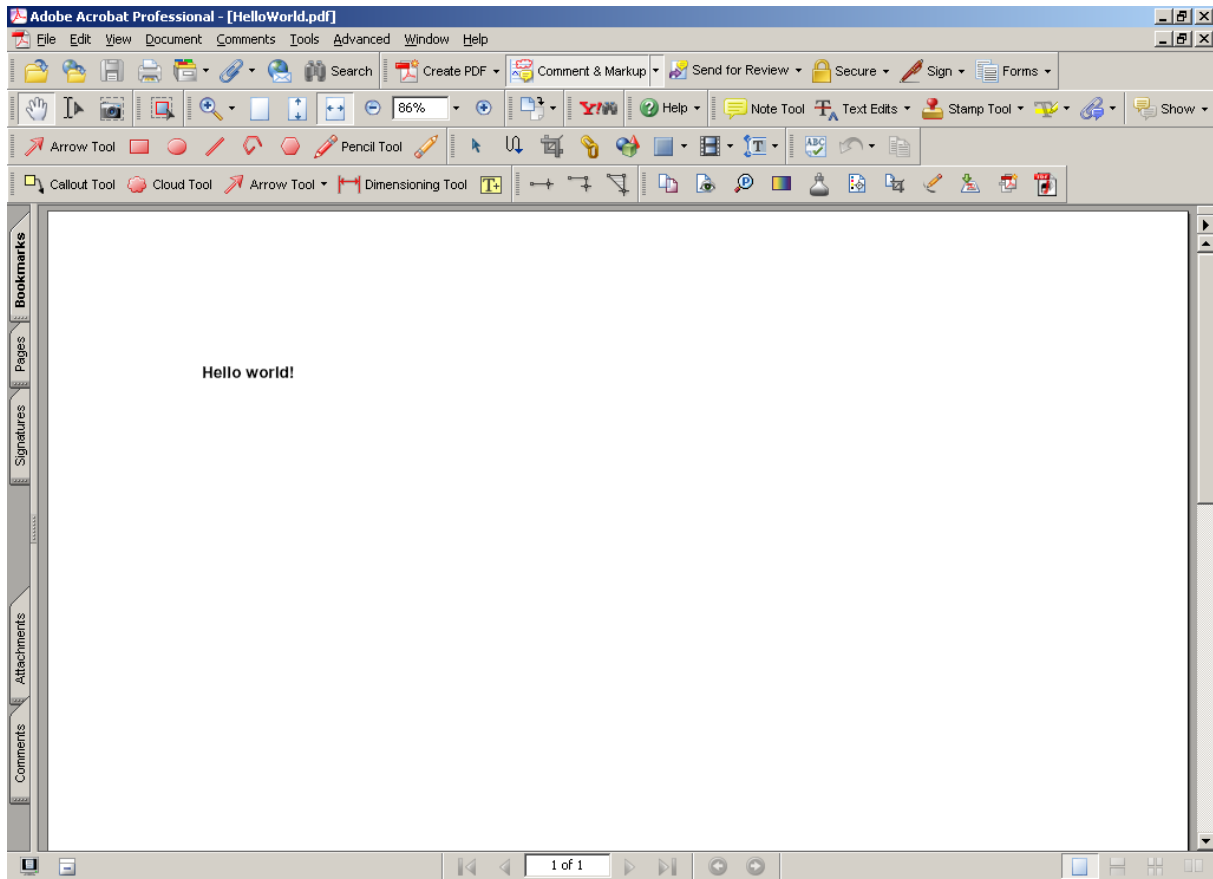 Adobe Acrobat Professional - [HelloWorld.pdf]
File Edit View Document Comments Tools Advanced Window Help
Search Create PDF Comment & Markup Send for Review Secure Sign Forms
86% Y! Help Note Tool Text Edits Stamp Tool Show
Arrow Tool Pencil Tool ABC
Callout Tool Cloud Tool Arrow Tool Dimensioning Tool T+
Bookmarks
Pages
Signatures
Attachments
Comments
Hello world!
1 of 1